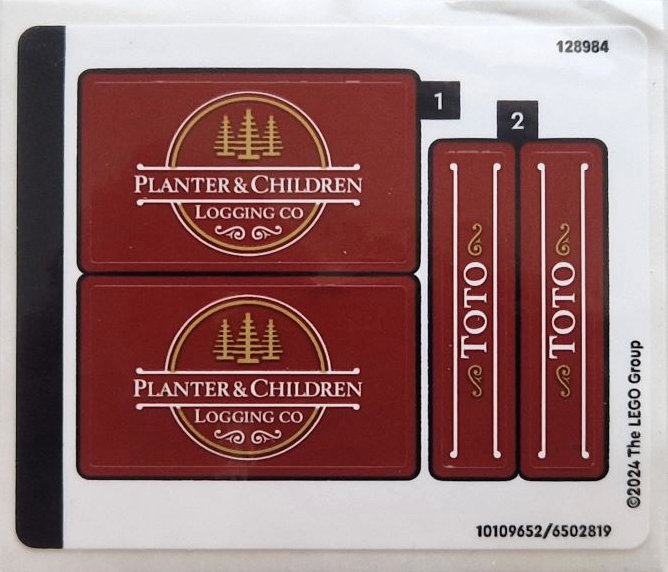 128984
1
PLANTER & CHILDREN
LOGGING CO
PLANTER & CHILDREN
LOGGING CO
2
TOTO
TOTO
©2024 The LEGO Group
10109652/6502819